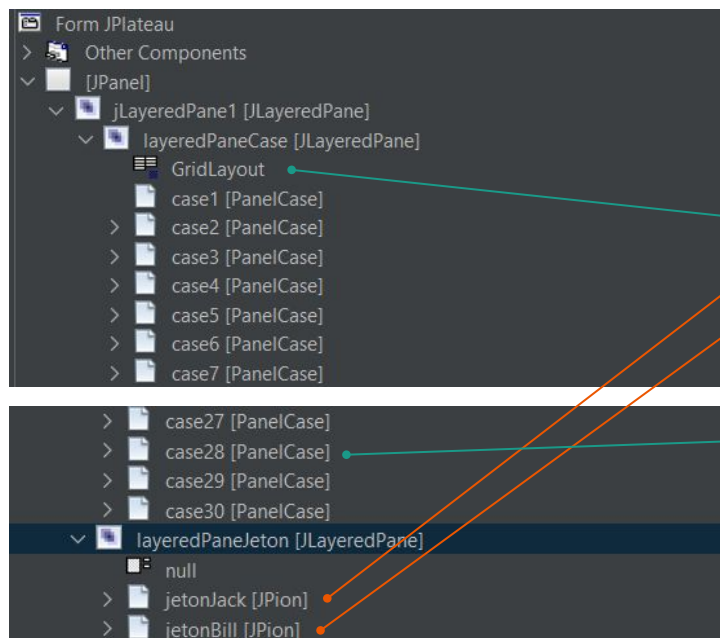 Form JPlateau
Other Components
[JPanel]
jLayeredPane1 [JLayeredPane]
layeredPaneCase [JLayeredPane]
GridLayout
case1 [PanelCase]
case2 [PanelCase]
case3 [PanelCase]
case4 [PanelCase]
case5 [PanelCase]
case6 [PanelCase]
case7 [PanelCase]
case27 [PanelCase]
case28 [PanelCase]
case29 [PanelCase]
case30 [PanelCase]
layeredPaneJeton [JLayeredPane]
null
jetonJack [JPion]
jetonBill [JPion]